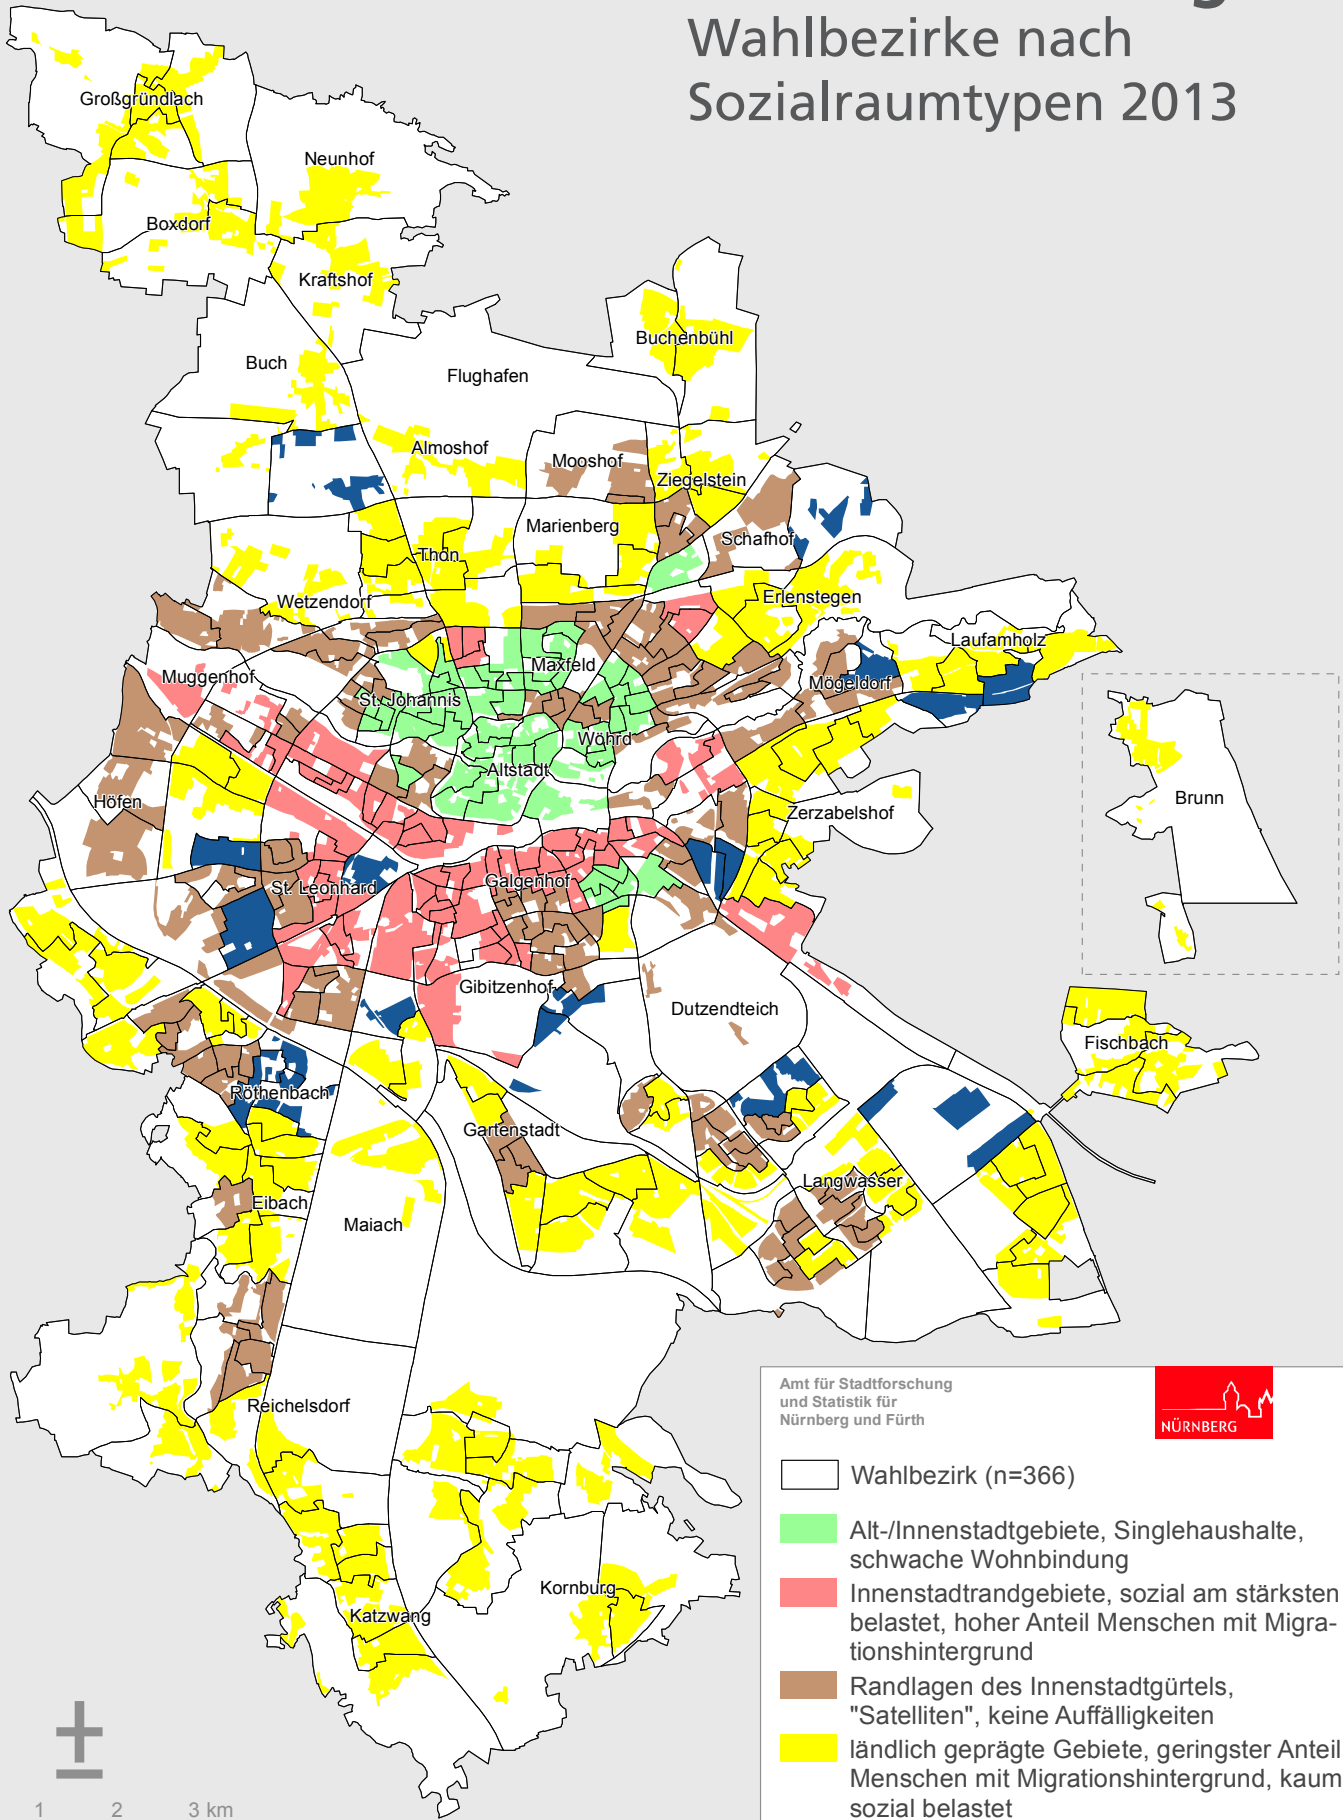 Wahlbezirke nach
Sozialraumtypen 2013
Großgründlach
Neunhof
Boxdorf
Kraftshof
Buchenbühl
Buch
Flughafen
Almoshof
Mooshof
Ziegelstein
Marienberg
Schafhof
Thon
Wetzendorf
Erlenstegen
Laufamholz
Maxfeld
Muggenhof
Mögeldorf
St. Johannis
Wöhrd
Altstadt
Höfen
Zerzabelshof
Brunn
St. Leonhard
Galgenhof
Gibitzenhof
Dutzendteich
Fischbach
Röthenbach
Gartenstadt
Langwasser
Eibach
Maiach
Reichelsdorf
Kornburg
Katzwang
Amt für Stadtforschung
und Statistik für
Nürnberg und Fürth
NÜRNBERG
Wahlbezirk (n=366)
Alt-/Innenstadtgebiete, Singlehaushalte,
schwache Wohnbindung
Innenstadtrandgebiete, sozial am stärksten
belastet, hoher Anteil Menschen mit Migra-
tionshintergrund
Randlagen des Innenstadtgürtels,
"Satelliten", keine Auffälligkeiten
ländlich geprägte Gebiete, geringster Anteil
Menschen mit Migrationshintergrund, kaum
sozial belastet
1 2 3 km